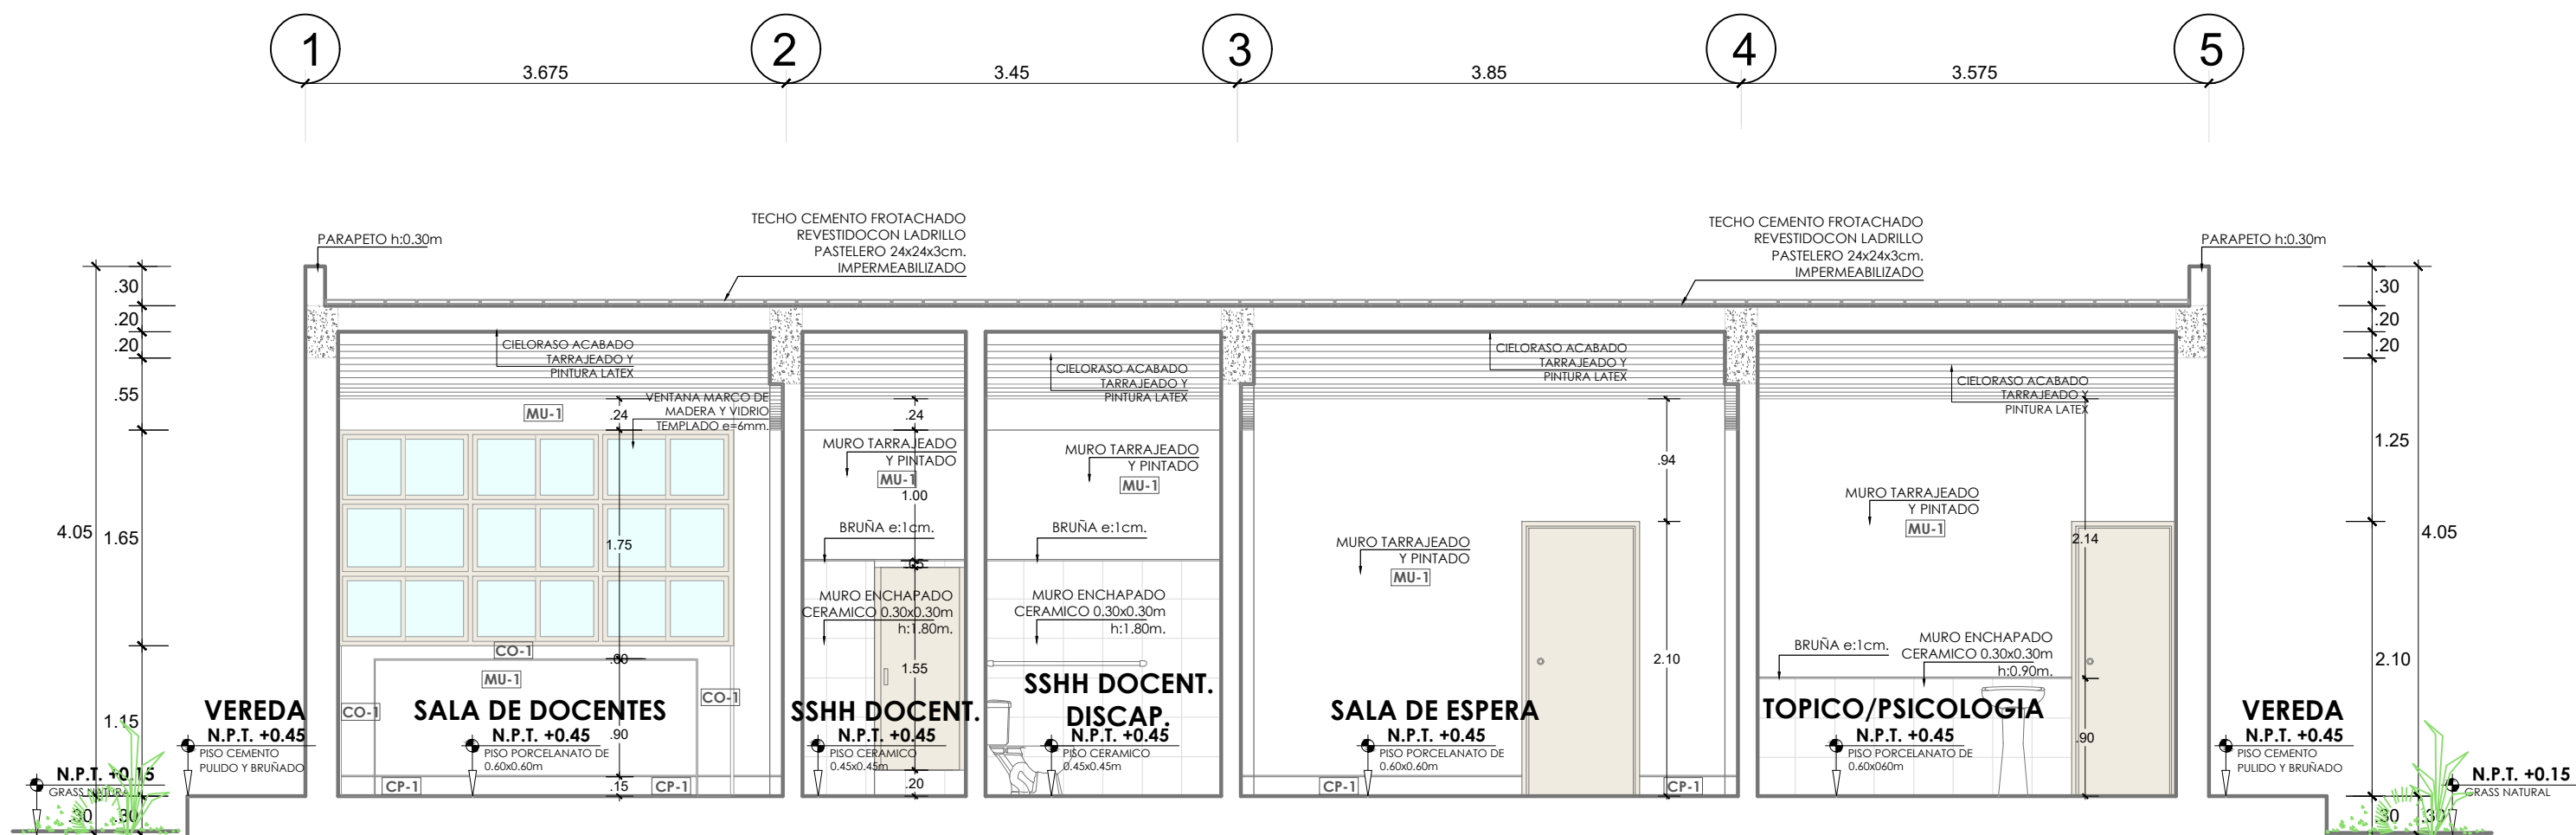 1
2
3
4
5
3.675
3.45
3.85
3.575
PARAPETO h:0.30m
TECHO CEMENTO FROTACHADO
REVESTIDOCON LADRILLO
PASTELERO 24x24x3cm.
IMPERMEABILIZADO
TECHO CEMENTO FROTACHADO
REVESTIDOCON LADRILLO
PASTELERO 24x24x3cm.
IMPERMEABILIZADO
PARAPETO h:0.30m
.30
.20
.20
.55
4.05
1.65
1.15
.30
.30
CIELORASO ACABADO
TARRAJEADO Y
PINTURA LATEX
MU-1
.24
VENTANA MARCO DE
MADERA Y VIDRIO
TEMPLADO e=6mm.
1.75
CO-1
.60
MU-1
CO-1
CO-1
.90
CP-1
.15
CP-1
VEREDA
N.P.T. +0.45
PISO CEMENTO
PULIDO Y BRUÑADO
N.P.T. +0.15
GRASS NATURAL
SALA DE DOCENTES
N.P.T. +0.45
PISO PORCELANATO DE
0.60x0.60m
.24
MURO TARRAJEADO
Y PINTADO
MU-1
1.00
BRUÑA e:1cm.
.05
MURO ENCHAPADO
CERAMICO 0.30x0.30m
h:1.80m.
1.55
SSHH DOCENT.
N.P.T. +0.45
PISO CERAMICO
0.45x0.45m
.20
CIELORASO ACABADO
TARRAJEADO Y
PINTURA LATEX
MURO TARRAJEADO
Y PINTADO
MU-1
BRUÑA e:1cm.
MURO ENCHAPADO
CERAMICO 0.30x0.30m
h:1.80m.
SSHH DOCENT.
DISCAP.
N.P.T. +0.45
PISO CERAMICO
0.45x0.45m
CIELORASO ACABADO
TARRAJEADO Y
PINTURA LATEX
.94
MURO TARRAJEADO
Y PINTADO
MU-1
2.10
SALA DE ESPERA
N.P.T. +0.45
PISO PORCELANATO DE
0.60x0.60m
CP-1
CP-1
CIELORASO ACABADO
TARRAJEADO Y
PINTURA LATEX
MURO TARRAJEADO
Y PINTADO
MU-1
2.14
BRUÑA e:1cm.
MURO ENCHAPADO
CERAMICO 0.30x0.30m
h:0.90m.
TOPICO/PSICOLOGIA
N.P.T. +0.45
PISO PORCELANATO DE
0.60x060m
.90
VEREDA
N.P.T. +0.45
PISO CEMENTO
PULIDO Y BRUÑADO
.30
.20
.20
1.25
4.05
2.10
N.P.T. +0.15
GRASS NATURAL
.30
.30